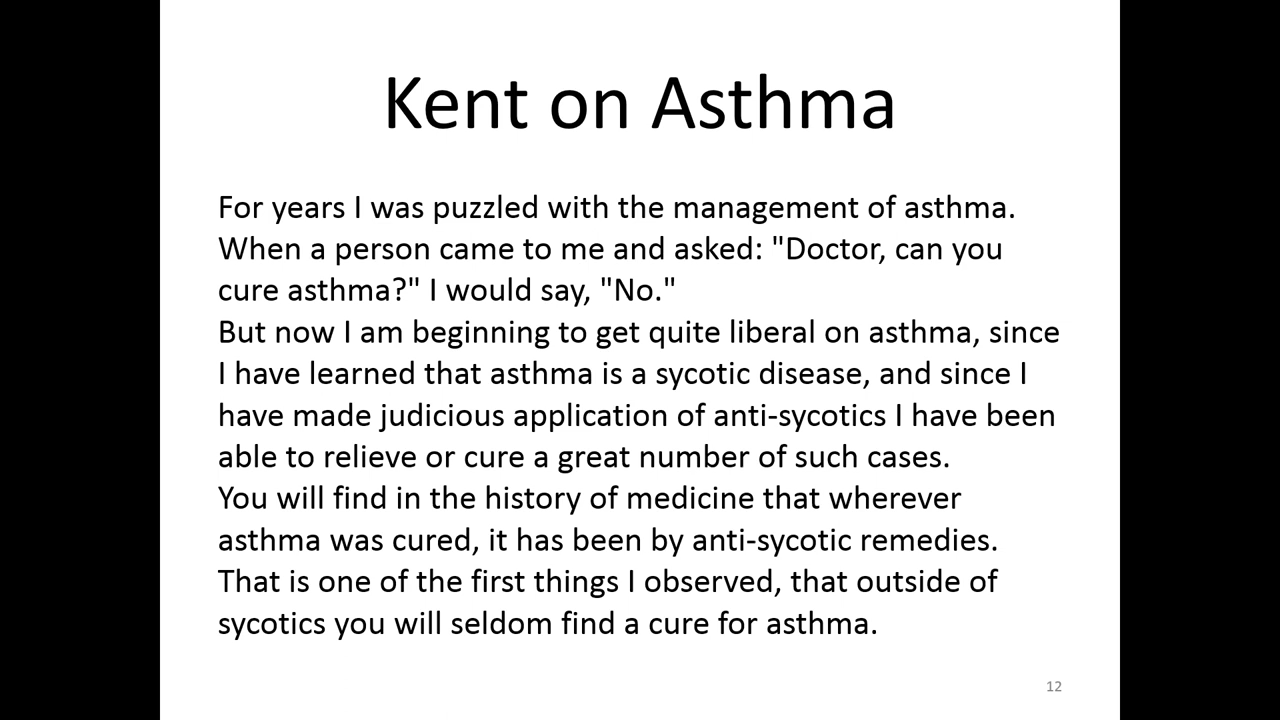 Kent on Asthma
For years I was puzzled with the management of asthma.
When a person came to me and asked: "Doctor, can you
cure asthma?" I would say, "No."
But now I am beginning to get quite liberal on asthma, since
I have learned that asthma is a sycotic disease, and since I
have made judicious application of anti-sycotics I have been
able to relieve or cure a great number of such cases.
You will find in the history of medicine that wherever
asthma was cured, it has been by anti-sycotic remedies.
That is one of the first things I observed, that outside of
sycotics you will seldom find a cure for asthma.
12